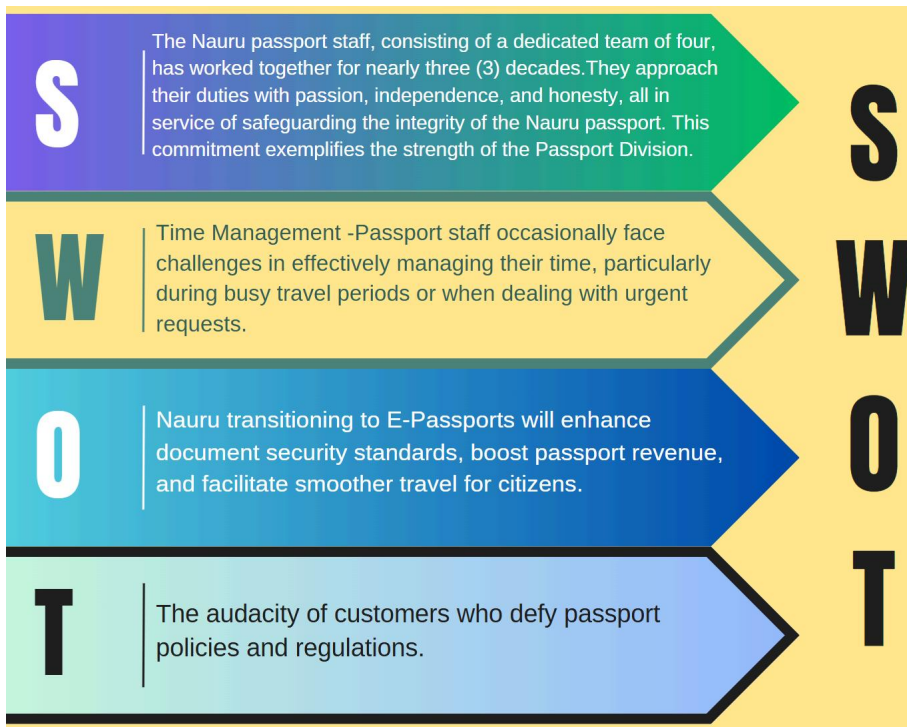 S
The Nauru passport staff, consisting of a dedicated team of four,
has worked together for nearly three (3) decades.They approach
their duties with passion, independence, and honesty, all in
service of safeguarding the integrity of the Nauru passport. This
commitment exemplifies the strength of the Passport Division.
W
Time Management -Passport staff occasionally face
challenges in effectively managing their time, particularly
during busy travel periods or when dealing with urgent
requests.
O
Nauru transitioning to E-Passports will enhance
document security standards, boost passport revenue,
and facilitate smoother travel for citizens.
T
The audacity of customers who defy passport
policies and regulations.
S
W
O
T